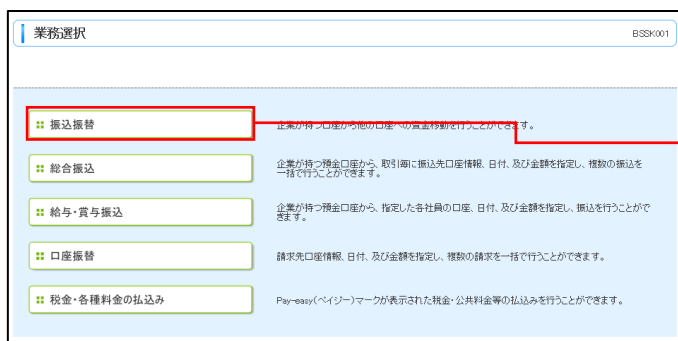 業務選択
BSSK001
振込振替
企業が持つ口座から他の口座への資金移動を行うことができます。
総合振込
企業が持つ預金口座から、取引毎に振込先口座情報、日付、及び金額を指定し、複数の振込を
一括で行うことができます。
給与・賞与振込
企業が持つ預金口座から、指定した各社員の口座、日付、及び金額を指定し、振込を行うことがで
きます。
口座振替
請求先口座情報、日付、及び金額を指定し、複数の請求を一括で行うことができます。
税金・各種料金の払込み
Pay-easy(ペイジー)マークが表示された税金・公共料金等の払込みを行うことができます。